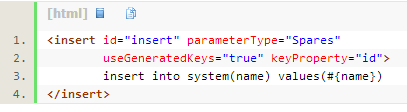 [html]
1. <insert id="insert" parameterType="Spares"
2. useGeneratedKeys="true" keyProperty="id">
3. insert into system(name) values(#{name})
4. </insert>